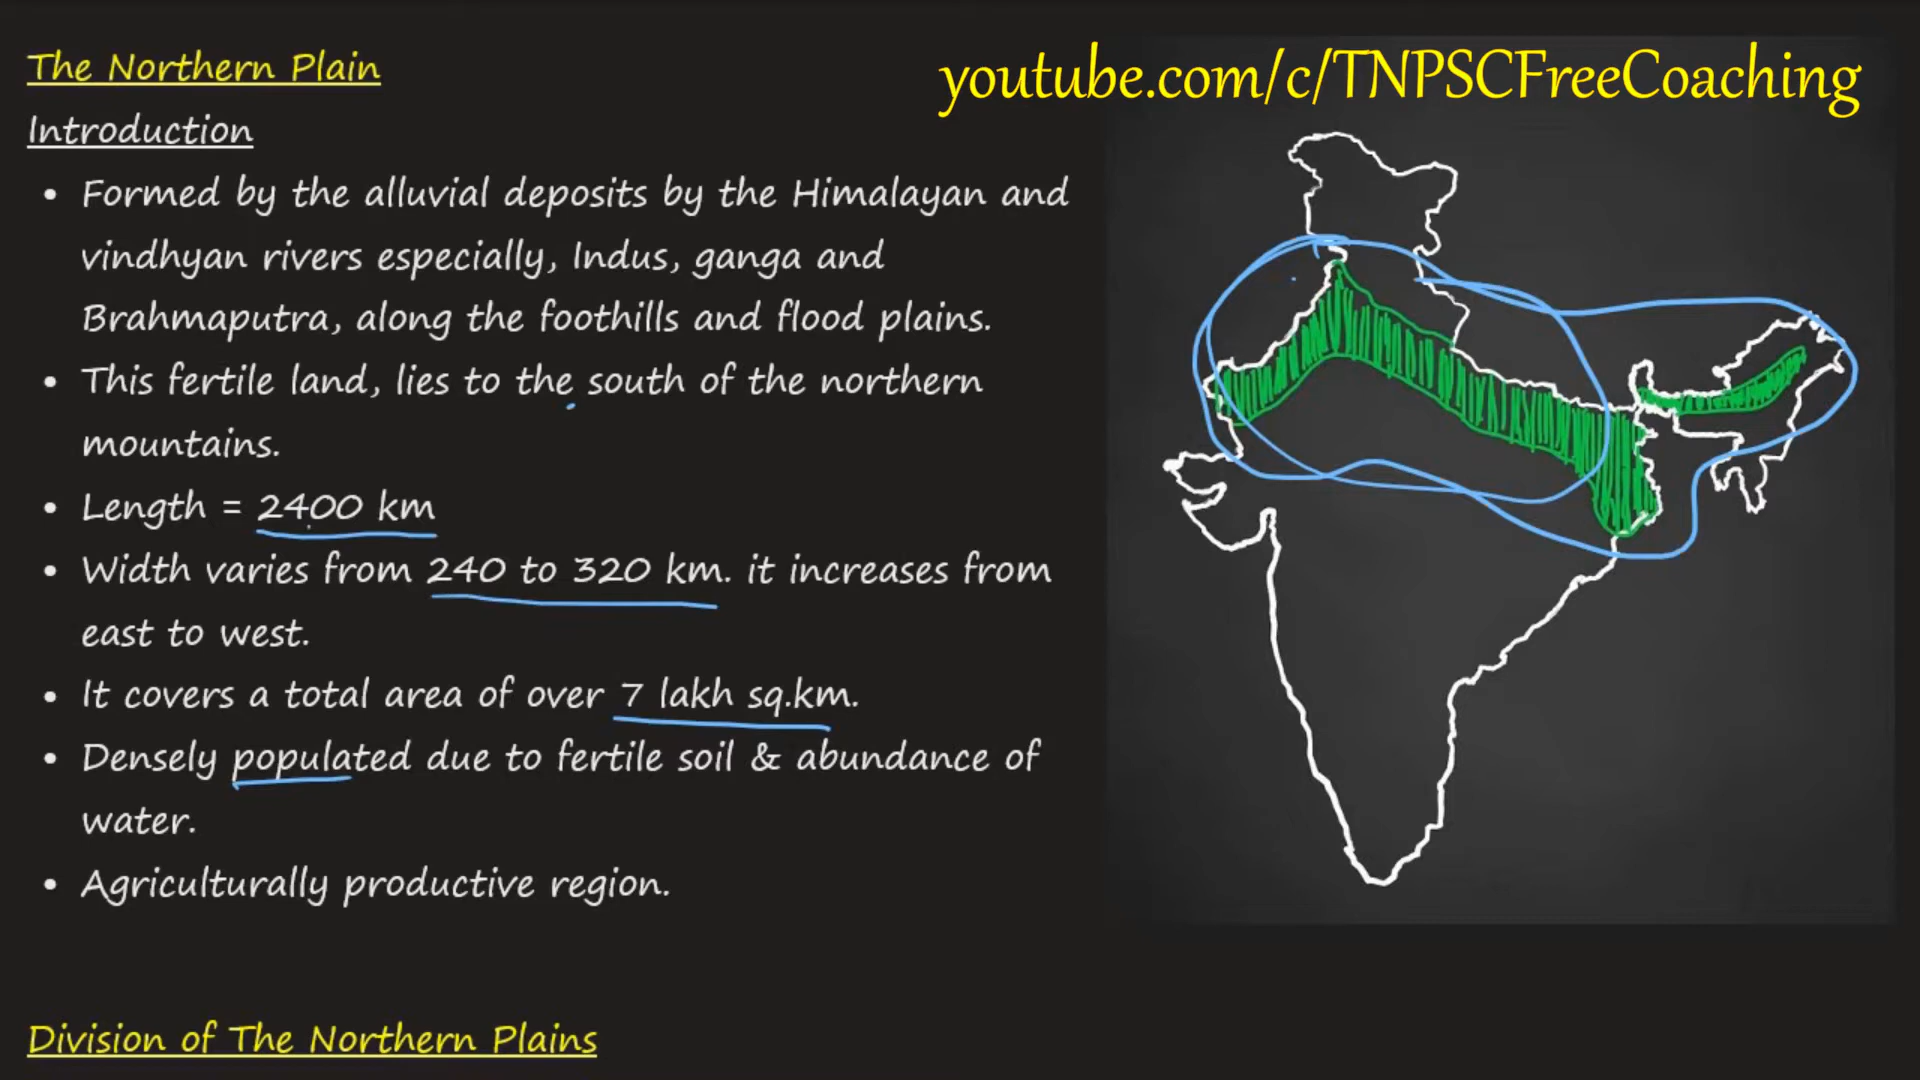 The Northern Plain
youtube.com/c/TNPSCFreeCoaching
Introduction
• Formed by the alluvial deposits by the Himalayan and
vindhyan rivers especially, Indus, ganga and
Brahmaputra, along the foothills and flood plains.
• This fertile land, lies to the south of the northern
mountains.
• Length = 2400 km
• Width varies from 240 to 320 km. it increases from
east to west.
• It covers a total area of over 7 lakh sq.km.
• Densely populated due to fertile soil & abundance of
water.
• Agriculturally productive region.
Division of The Northern Plains